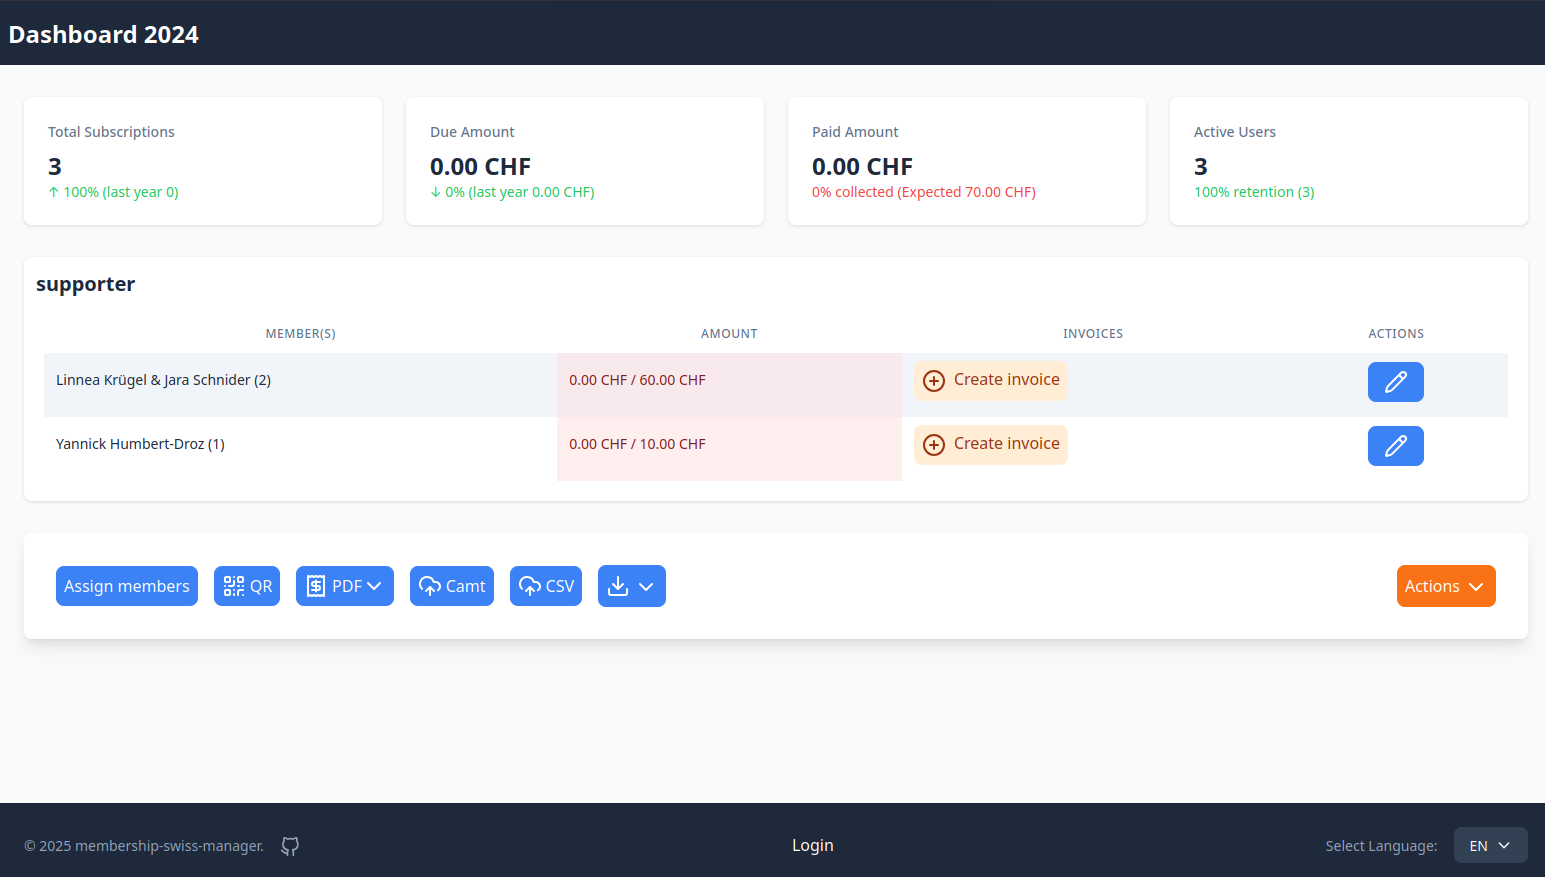 Dashboard 2024
Total Subscriptions
3
↑ 100% (last year 0)
Due Amount
0.00 CHF
↓ 0% (last year 0.00 CHF)
Paid Amount
0.00 CHF
0% collected (Expected 70.00 CHF)
Active Users
3
100% retention (3)
supporter
MEMBER(S) AMOUNT INVOICES ACTIONS
Linnea Krügel & Jara Schnider (2) 0.00 CHF / 60.00 CHF Create invoice
Yannick Humbert-Droz (1) 0.00 CHF / 10.00 CHF Create invoice
Assign members QR PDF Camt CSV Actions
© 2025 membership-swiss-manager. Login Select Language: EN